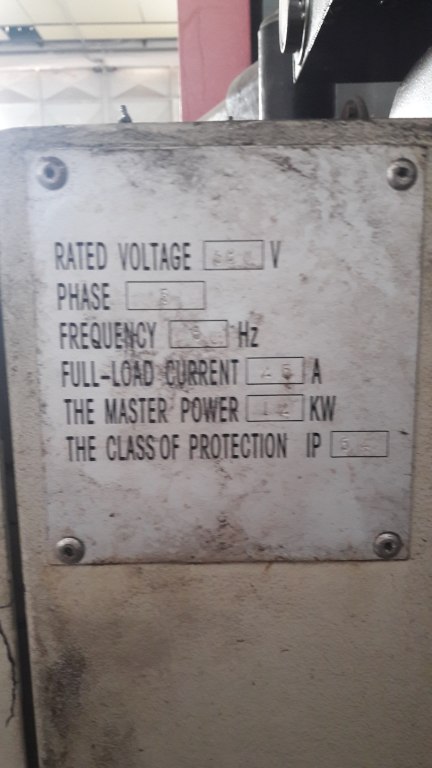 RATED VOLTAGE V
PHASE
FREQUENCY Hz
FULL-LOAD CURRENT A
THE MASTER POWER KW
THE CLASS OF PROTECTION IP